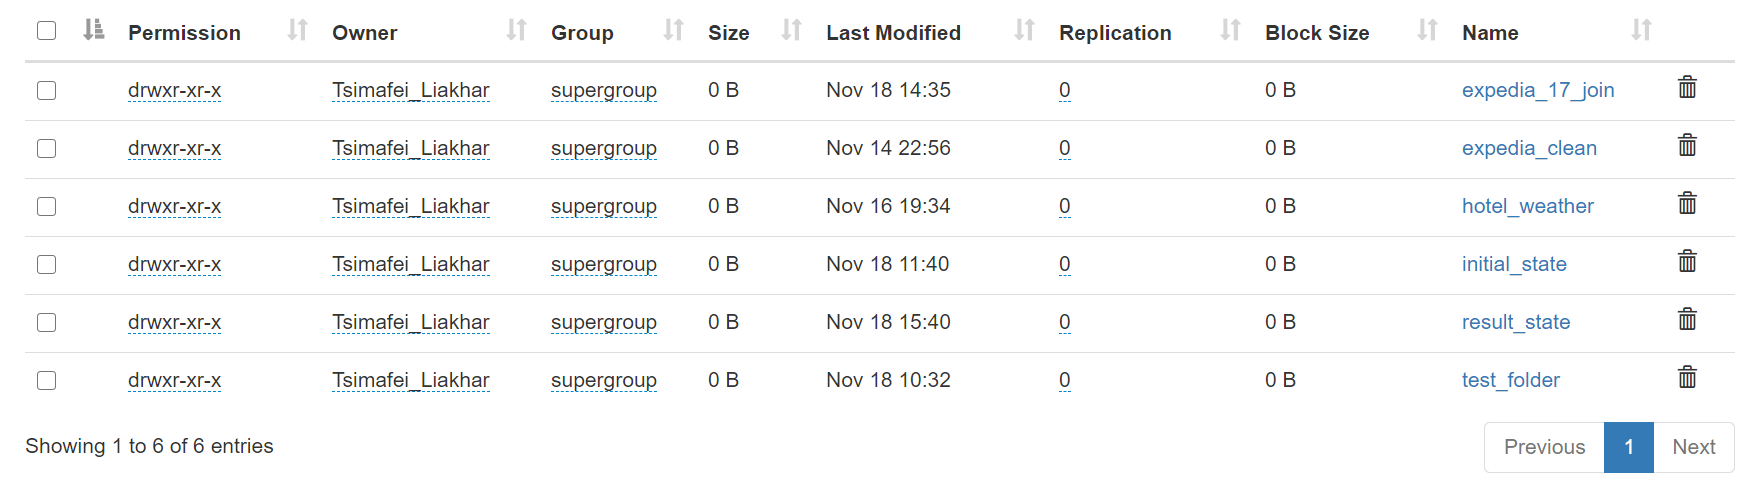 Permission Owner Group Size Last Modified Replication Block Size Name
drwxr-xr-x Tsimafei_Liakhar supergroup 0 B Nov 18 14:35 0 0 B expedia_17_join
drwxr-xr-x Tsimafei_Liakhar supergroup 0 B Nov 14 22:56 0 0 B expedia_clean
drwxr-xr-x Tsimafei_Liakhar supergroup 0 B Nov 16 19:34 0 0 B hotel_weather
drwxr-xr-x Tsimafei_Liakhar supergroup 0 B Nov 18 11:40 0 0 B initial_state
drwxr-xr-x Tsimafei_Liakhar supergroup 0 B Nov 18 15:40 0 0 B result_state
drwxr-xr-x Tsimafei_Liakhar supergroup 0 B Nov 18 10:32 0 0 B test_folder
Showing 1 to 6 of 6 entries Previous 1 Next